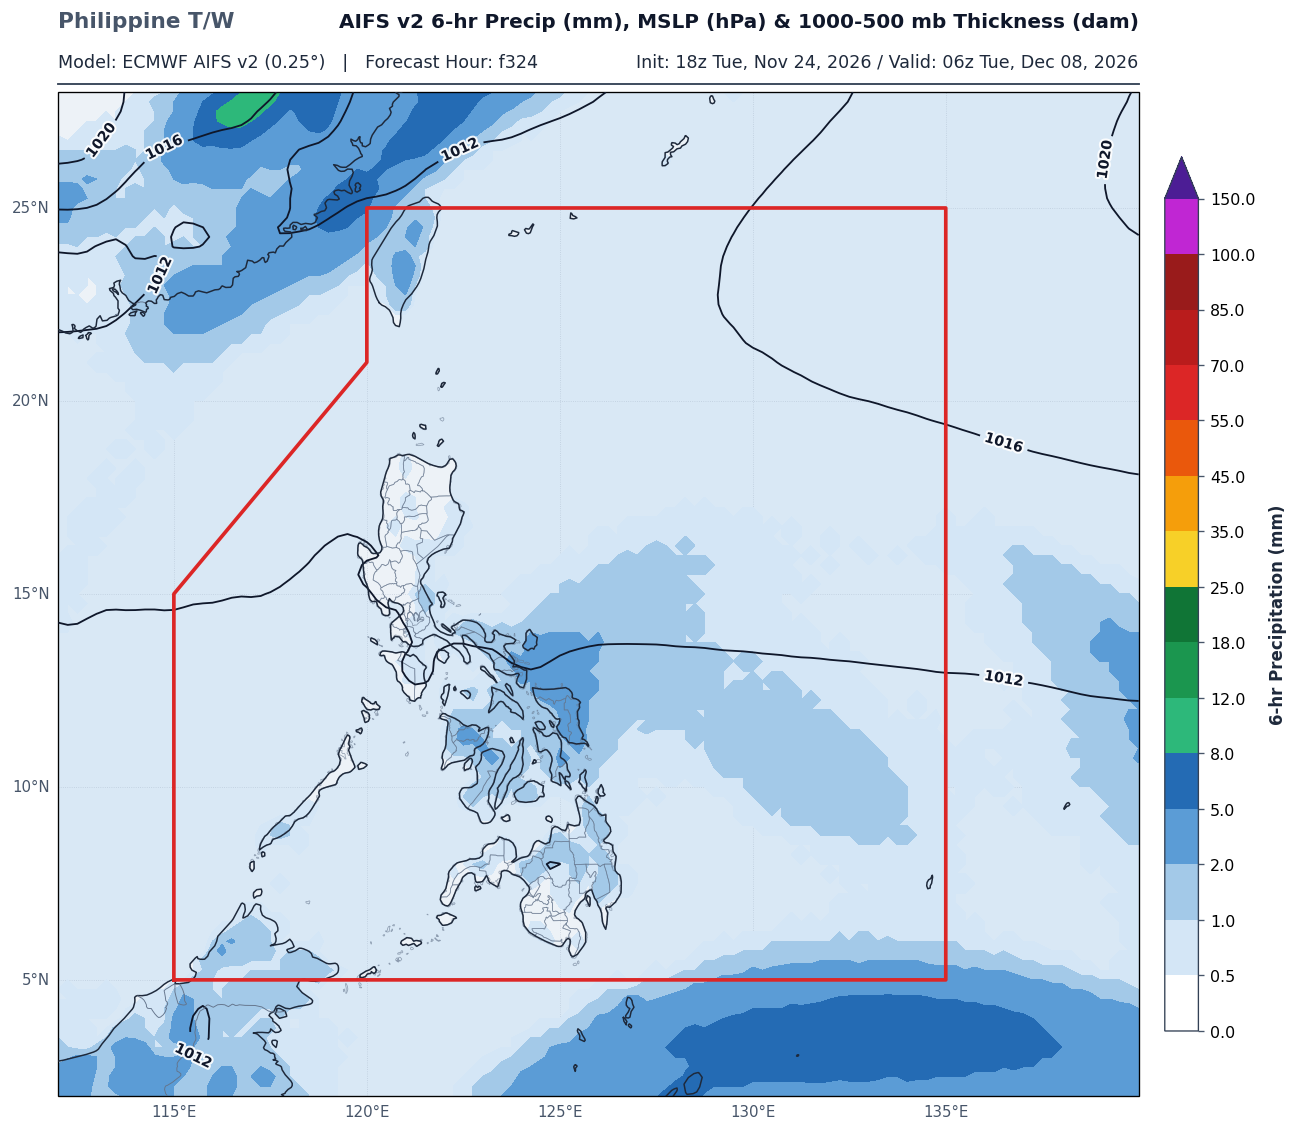 Philippine T/W
AIFS v2 6-hr Precip (mm), MSLP (hPa) & 1000-500 mb Thickness (dam)
Model: ECMWF AIFS v2 (0.25°) | Forecast Hour: f324
Init: 18z Tue, Nov 24, 2026 / Valid: 06z Tue, Dec 08, 2026
1020
1016
1012
1020
1012
1016
1012
1012
25°N
20°N
15°N
10°N
5°N
115°E
120°E
125°E
130°E
135°E
150.0
100.0
85.0
70.0
55.0
45.0
35.0
25.0
18.0
12.0
8.0
5.0
2.0
1.0
0.5
0.0
6-hr Precipitation (mm)